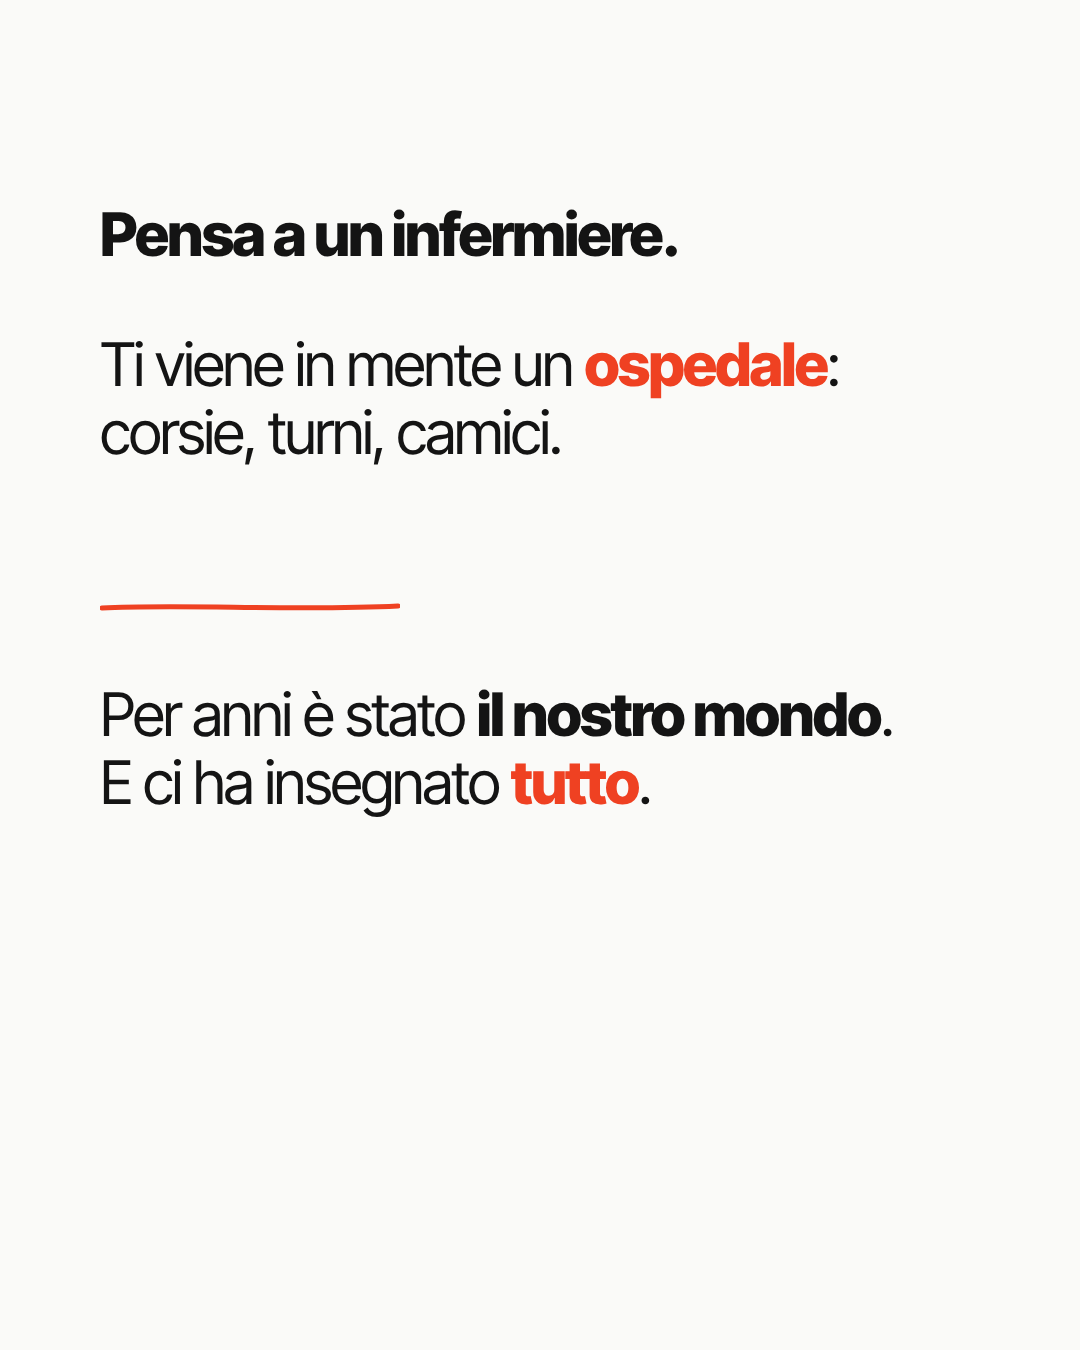 Pensa a un infermiere.
Ti viene in mente un ospedale:
corsie, turni, camici.
Per anni è stato il nostro mondo.
E ci ha insegnato tutto.